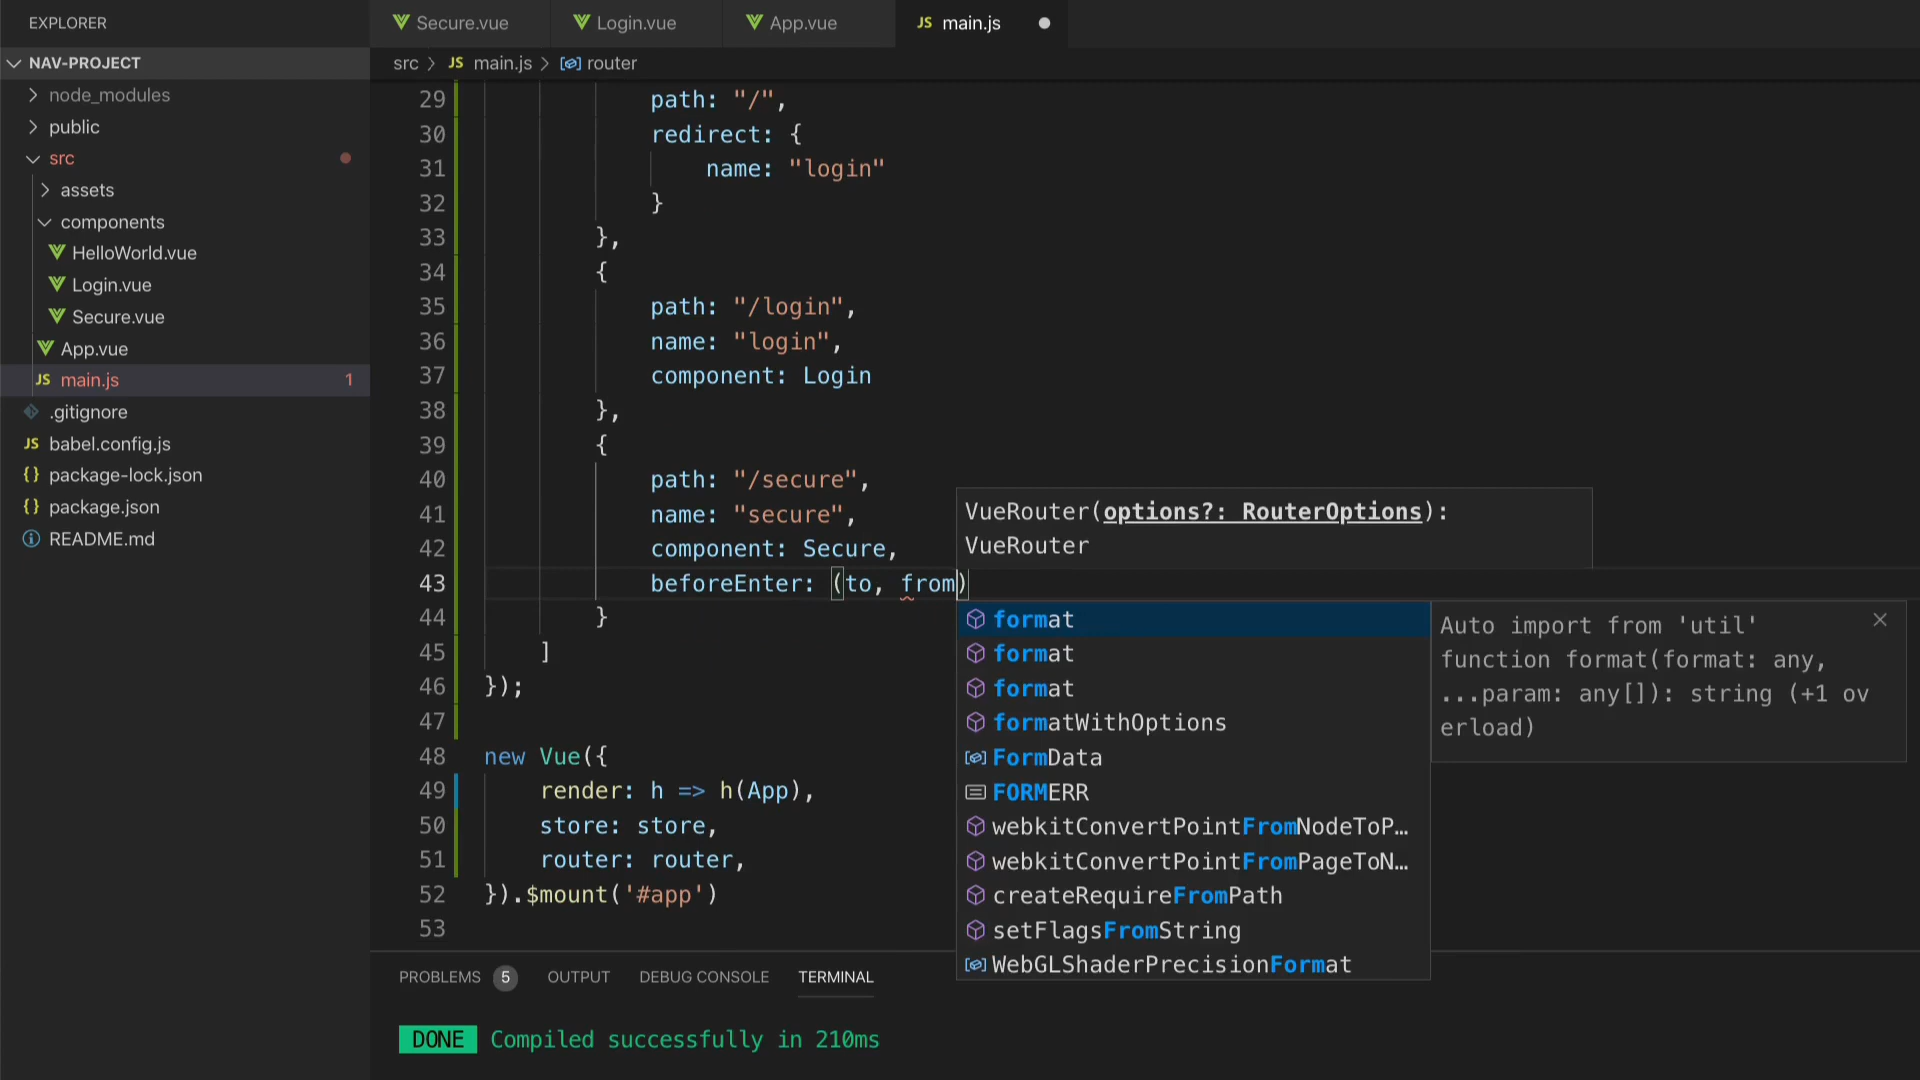 EXPLORER
NAV-PROJECT
node_modules
public
src
assets
components
HelloWorld.vue
Login.vue
Secure.vue
App.vue
JS main.js 1
.gitignore
JS babel.config.js
{} package-lock.json
{} package.json
README.md
Secure.vue Login.vue App.vue JS main.js
src > JS main.js > router
29 path: "/",
30 redirect: {
31 name: "login"
32 }
33 },
34 {
35 path: "/login",
36 name: "login",
37 component: Login
38 },
39 {
40 path: "/secure",
41 name: "secure",
42 component: Secure,
43 beforeEnter: (to, from)
44 }
45 ]
46 });
47
48 new Vue({
49 render: h => h(App),
50 store: store,
51 router: router,
52 }).$mount('#app')
53
VueRouter(options?: RouterOptions):
VueRouter
format
format
format
formatWithOptions
FormData
FORMERR
webkitConvertPointFromNodeToP…
webkitConvertPointFromPageToN…
createRequireFromPath
setFlagsFromString
WebGLShaderPrecisionFormat
Auto import from 'util'
function format(format: any,
...param: any[]): string (+1 ov
erload)
PROBLEMS 5 OUTPUT DEBUG CONSOLE TERMINAL
DONE Compiled successfully in 210ms